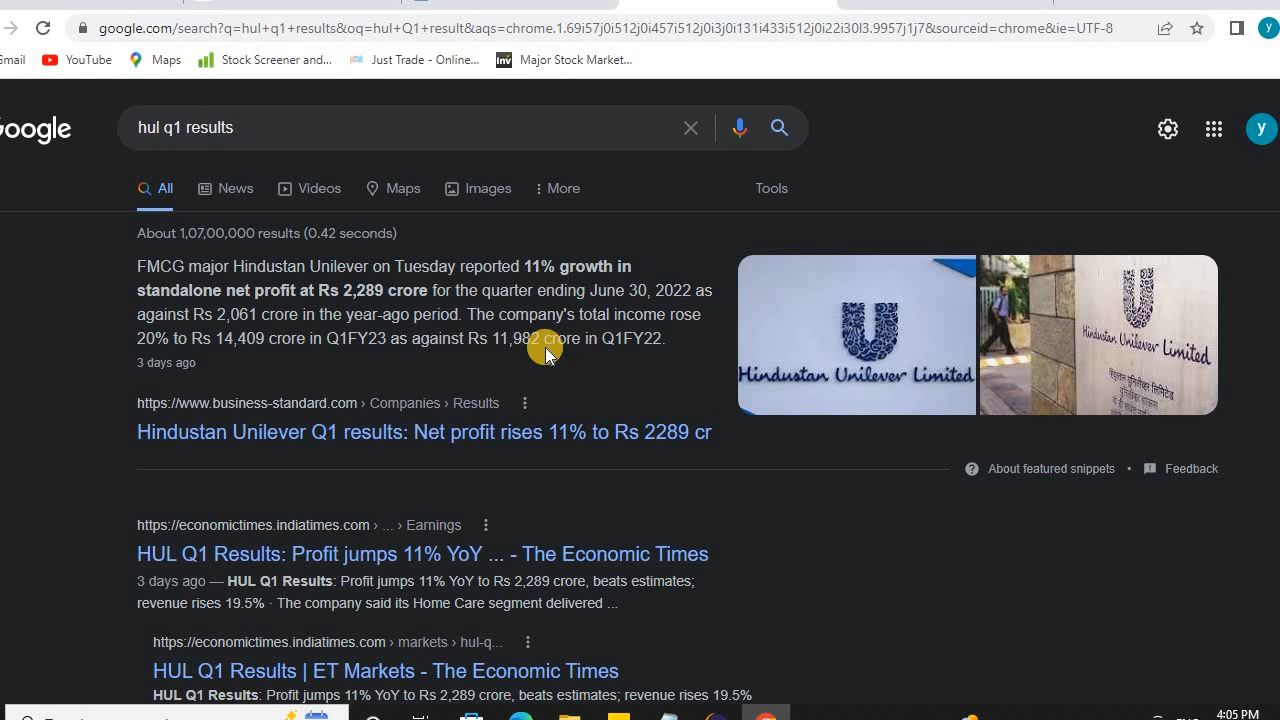 google.com/search?q=hul+q1+results&oq=hul+Q1+result&aqs=chrome.1.69i57j0i512j0i457i512j0i3j0i131i433i512j0i22i30l3.9957j1j7&sourceid=chrome&ie=UTF-8
y
Gmail YouTube Maps Stock Screener and... Just Trade - Online... Inv Major Stock Market...
Google hul q1 results y
All News Videos Maps Images More Tools
About 1,07,00,000 results (0.42 seconds)
FMCG major Hindustan Unilever on Tuesday reported 11% growth in
standalone net profit at Rs 2,289 crore for the quarter ending June 30, 2022 as
against Rs 2,061 crore in the year-ago period. The company's total income rose
20% to Rs 14,409 crore in Q1FY23 as against Rs 11,982 crore in Q1FY22.
3 days ago
Hindustan Unilever Limited
Hindustan Unilever Limited
हिंदुस्तान यूनिलीवर लिमिटेड
https://www.business-standard.com › Companies › Results
Hindustan Unilever Q1 results: Net profit rises 11% to Rs 2289 cr
About featured snippets • Feedback
https://economictimes.indiatimes.com › ... › Earnings
HUL Q1 Results: Profit jumps 11% YoY ... - The Economic Times
3 days ago — HUL Q1 Results: Profit jumps 11% YoY to Rs 2,289 crore, beats estimates;
revenue rises 19.5% · The company said its Home Care segment delivered ...
https://economictimes.indiatimes.com › markets › hul-q...
HUL Q1 Results | ET Markets - The Economic Times
HUL Q1 Results: Profit jumps 11% YoY to Rs 2,289 crore, beats estimates; revenue rises 19.5%
4:05 PM